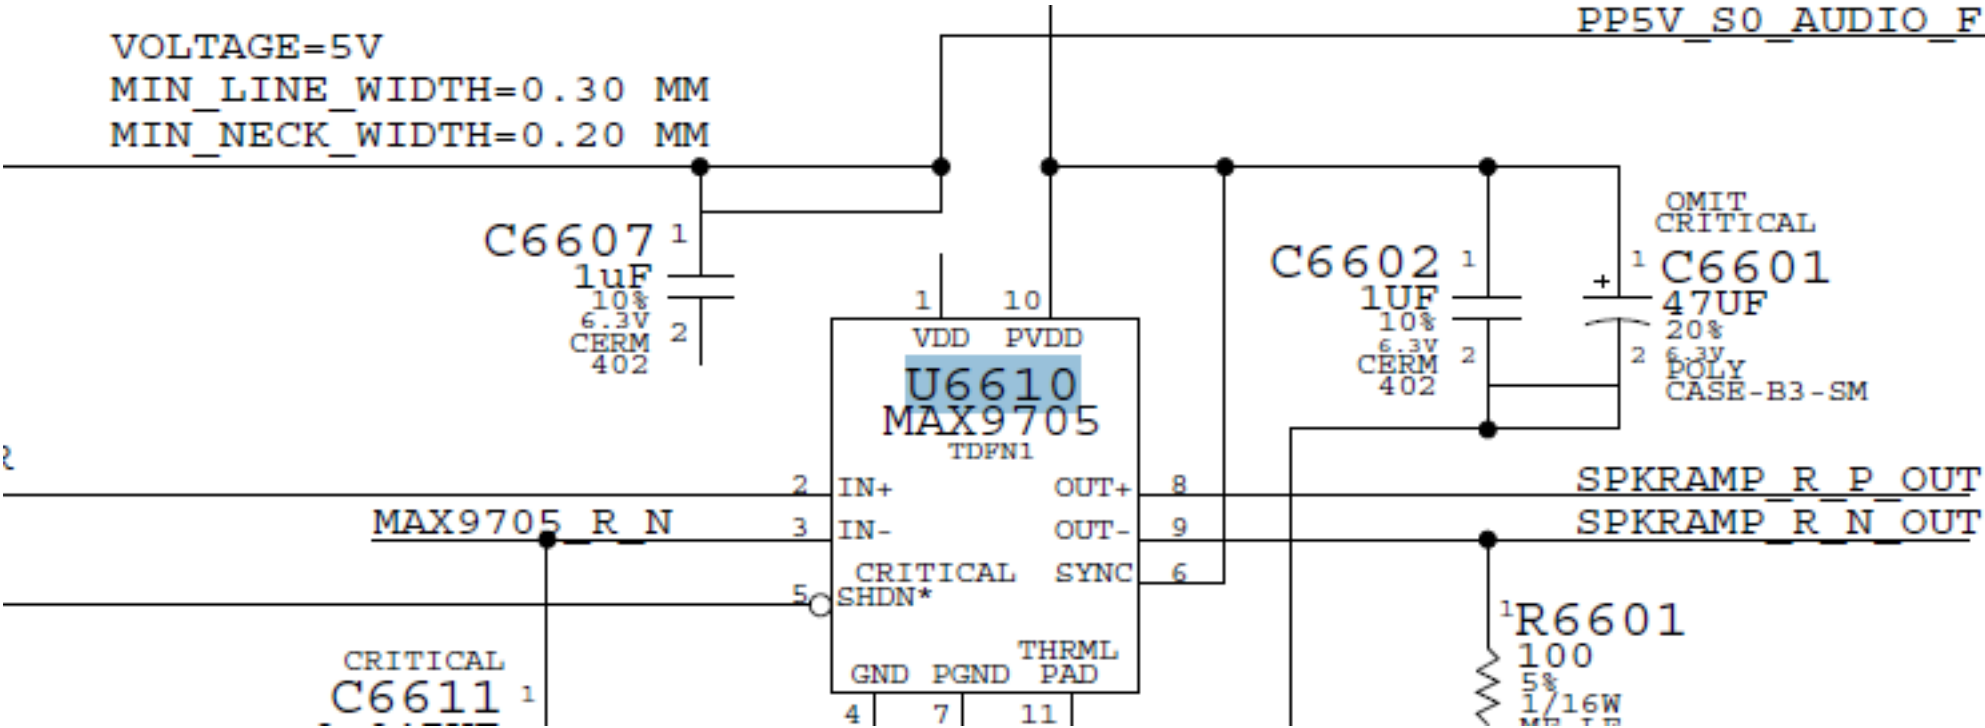 PP5V_S0_AUDIO_F
VOLTAGE=5V
MIN_LINE_WIDTH=0.30 MM
MIN_NECK_WIDTH=0.20 MM
C6607
1
1uF
10%
6.3V
CERM
402
2
1
10
VDD
PVDD
U6610
MAX9705
TDFN1
C6602
1
1UF
10%
6.3V
CERM
402
2
OMIT
CRITICAL
1
+
C6601
47UF
20%
6.3V
POLY
CASE-B3-SM
2
R
2
IN+
OUT+
8
SPKRAMP_R_P_OUT
MAX9705_R_N
3
IN-
OUT-
9
SPKRAMP_R_N_OUT
CRITICAL
SYNC
6
5
SHDN*
THRML
GND
PGND
PAD
4
7
11
CRITICAL
C6611
1
1
R6601
100
5%
1/16W